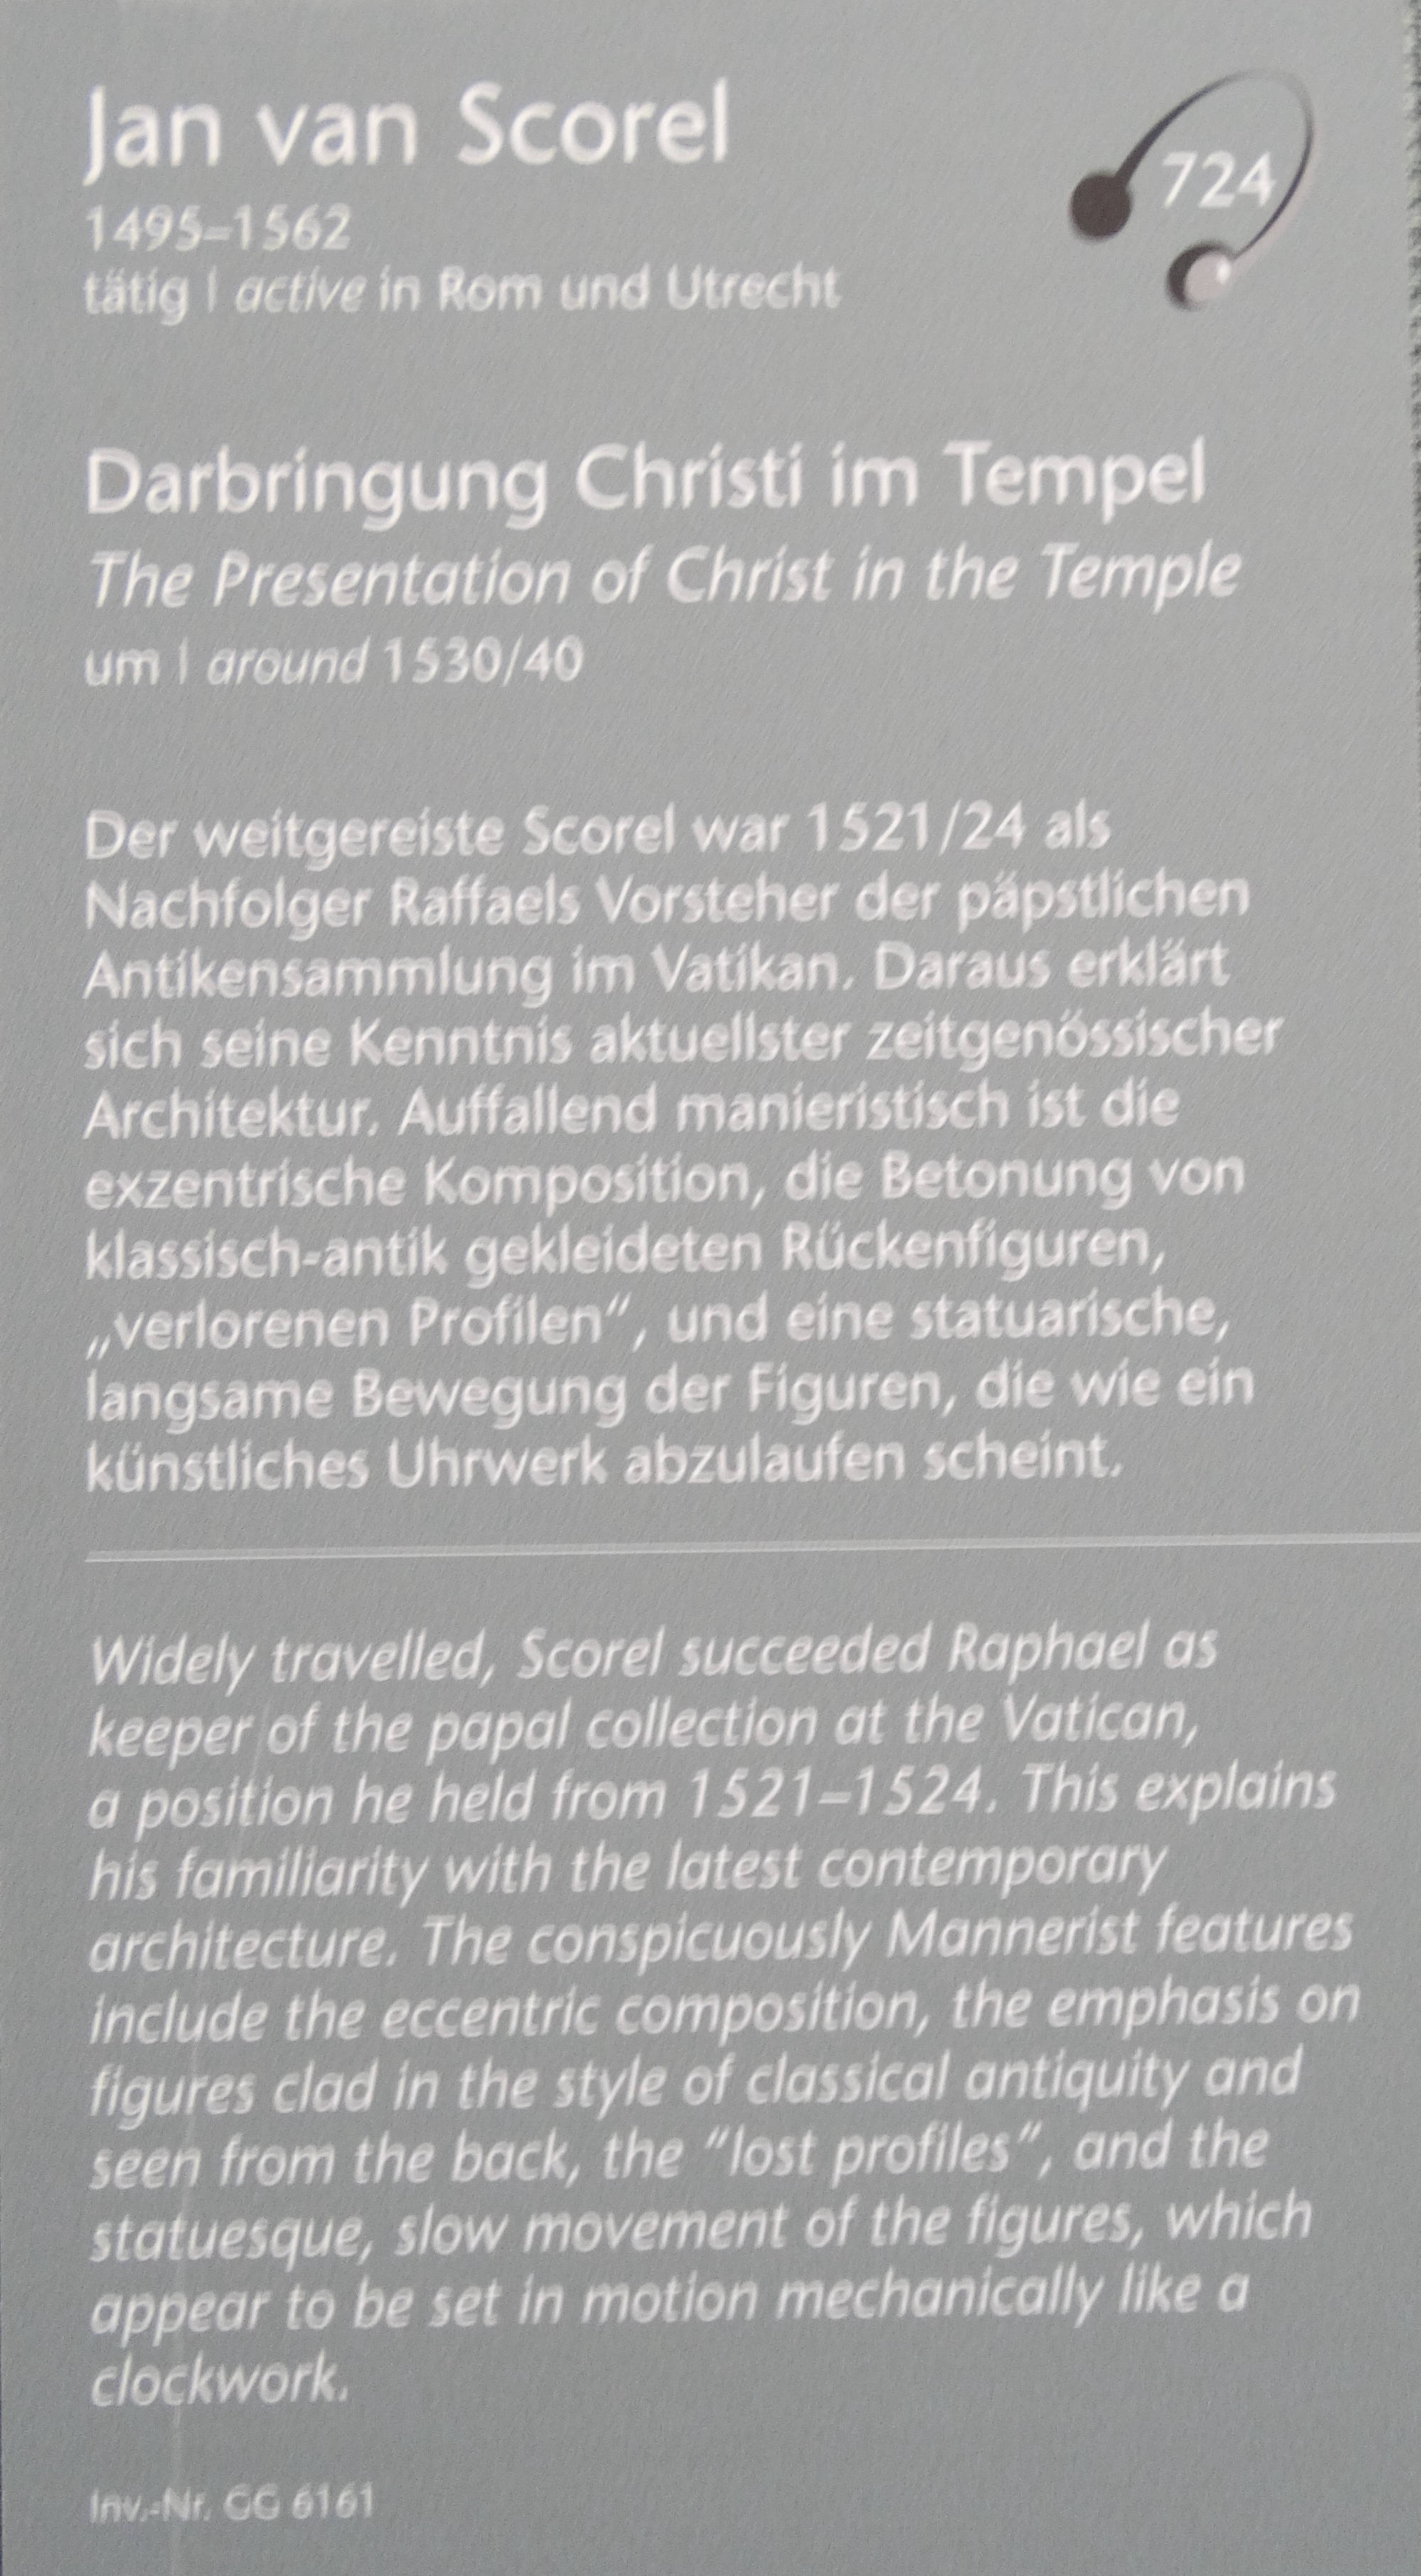 Jan van Scorel
724
1495–1562
tätig | active in Rom und Utrecht
Darbringung Christi im Tempel
The Presentation of Christ in the Temple
um | around 1530/40
Der weitgereiste Scorel war 1521/24 als
Nachfolger Raffaels Vorsteher der päpstlichen
Antikensammlung im Vatikan. Daraus erklärt
sich seine Kenntnis aktuellster zeitgenössischer
Architektur. Auffallend manieristisch ist die
exzentrische Komposition, die Betonung von
klassisch-antik gekleideten Rückenfiguren,
„verlorenen Profilen“, und eine statuarische,
langsame Bewegung der Figuren, die wie ein
künstliches Uhrwerk abzulaufen scheint.
Widely travelled, Scorel succeeded Raphael as
keeper of the papal collection at the Vatican,
a position he held from 1521–1524. This explains
his familiarity with the latest contemporary
architecture. The conspicuously Mannerist features
include the eccentric composition, the emphasis on
figures clad in the style of classical antiquity and
seen from the back, the “lost profiles”, and the
statuesque, slow movement of the figures, which
appear to be set in motion mechanically like a
clockwork.
Inv.-Nr. GG 6161